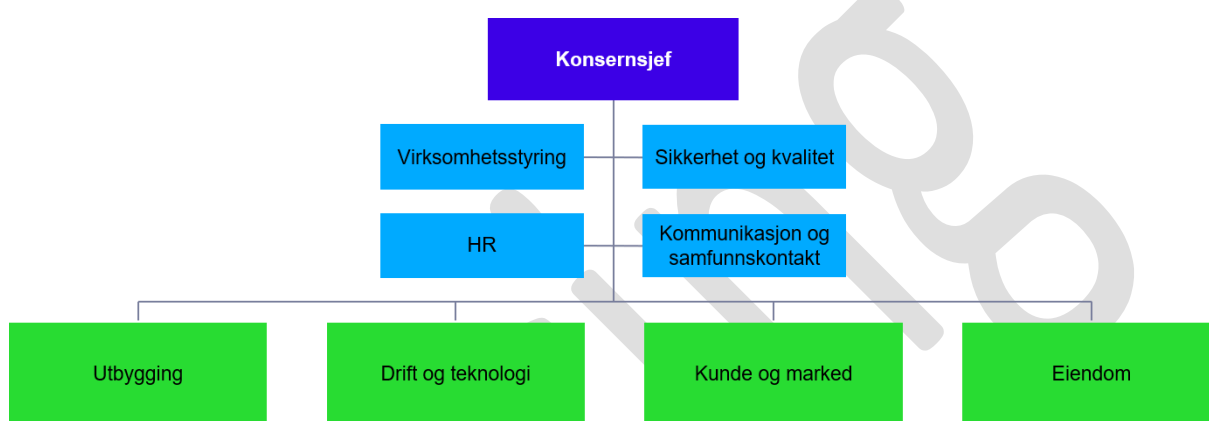 Konsernsjef
Virksomhetsstyring
Sikkerhet og kvalitet
HR
Kommunikasjon og
samfunnskontakt
Utbygging
Drift og teknologi
Kunde og marked
Eiendom